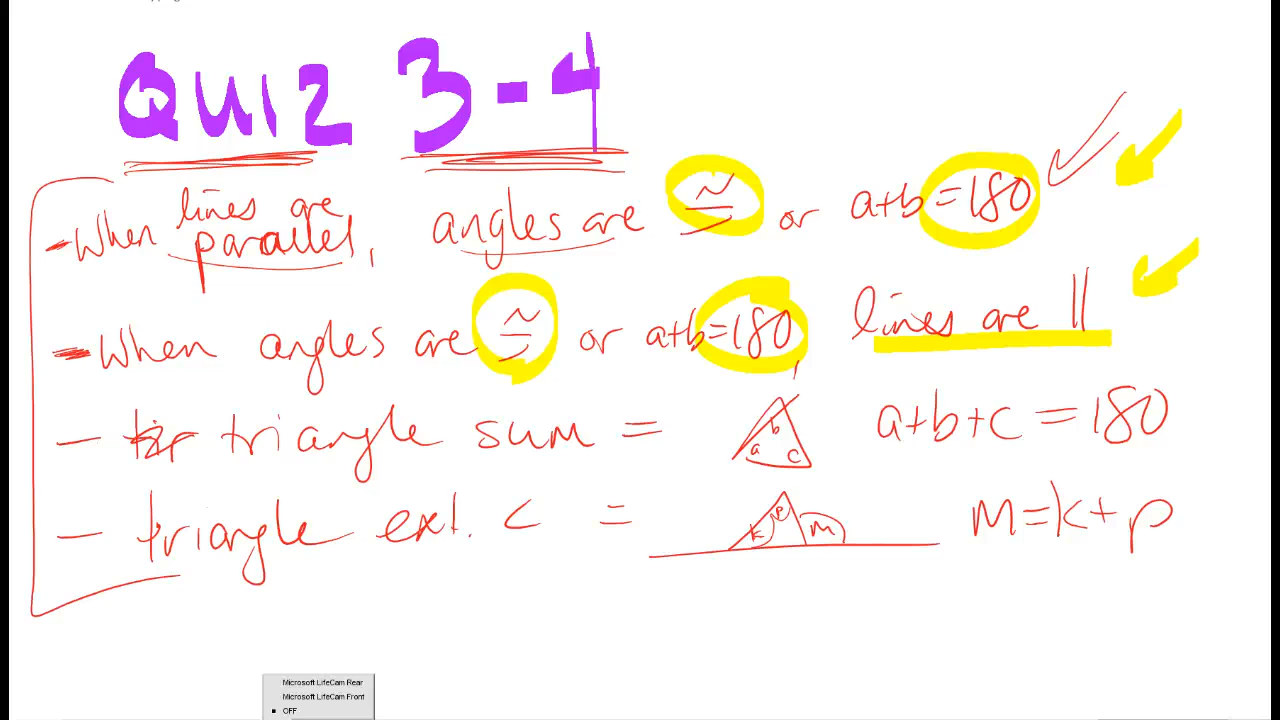 QUIZ 3-4
- When lines are parallel, angles are ≅ or a+b=180
- When angles are ≅ or a+b=180, lines are ||
- triangle sum = a b c a+b+c=180
- triangle ext. < = k p m m=k+p
Microsoft LifeCam Rear
Microsoft LifeCam Front
OFF